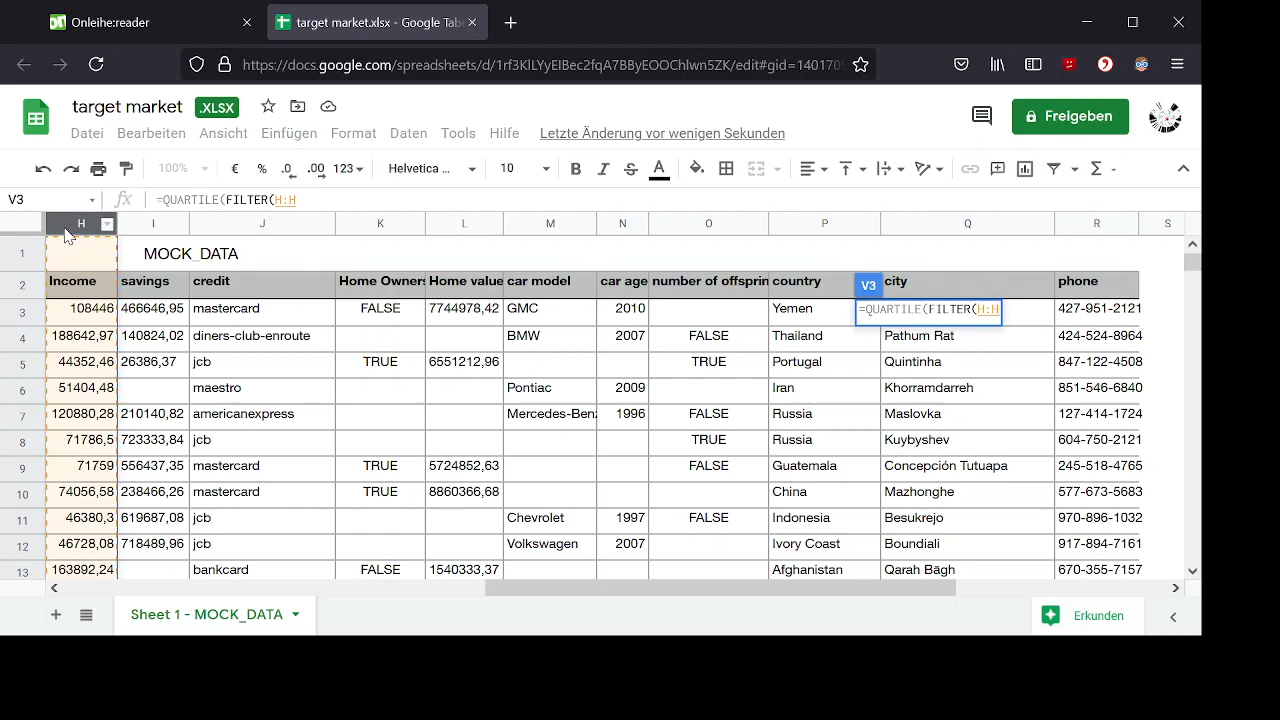 Onleihe:reader
target market.xlsx - Google Tabe
https://docs.google.com/spreadsheets/d/1rf3KlLYyElBec2fqA7BByEOOChlwn5ZK/edit#gid=140170
target market .XLSX
Datei Bearbeiten Ansicht Einfügen Format Daten Tools Hilfe Letzte Änderung vor wenigen Sekunden
Freigeben
100% € % .0 .00 123 Helvetica ... 10 B I S A Σ
V3 fx =QUARTILE(FILTER(H:H
H I J K L M N O P Q R S
1 MOCK_DATA
2 Income savings credit Home Owners Home value car model car age number of offsprin country V3 city phone
3 108446 466646,95 mastercard FALSE 7744978,42 GMC 2010 Yemen =QUARTILE(FILTER(H:H 427-951-2121
4 188642,97 140824,02 diners-club-enroute BMW 2007 FALSE Thailand Pathum Rat 424-524-8964
5 44352,46 26386,37 jcb TRUE 6551212,96 TRUE Portugal Quintinha 847-122-4508
6 51404,48 maestro Pontiac 2009 Iran Khorramdarreh 851-546-6840
7 120880,28 210140,82 americanexpress Mercedes-Benz 1996 FALSE Russia Maslovka 127-414-1724
8 71786,5 723333,84 jcb TRUE Russia Kuybyshev 604-750-2121
9 71759 556437,35 mastercard TRUE 5724852,63 FALSE Guatemala Concepción Tutuapa 245-518-4765
10 74056,58 238466,26 mastercard TRUE 8860366,68 China Mazhonghe 577-673-5683
11 46380,3 619687,08 jcb Chevrolet 1997 FALSE Indonesia Besukrejo 970-896-1032
12 46728,08 718489,96 jcb Volkswagen 2007 Ivory Coast Boundiali 917-894-7161
13 163892,24 bankcard FALSE 1540333,37 Afghanistan Qarah Bāgh 670-355-7157
Sheet 1 - MOCK_DATA
Erkunden